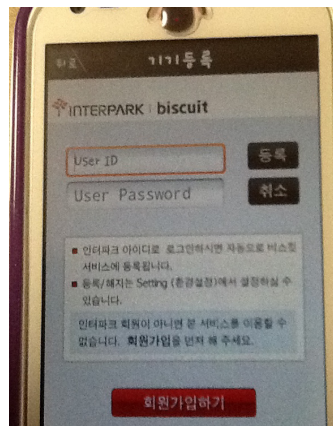 뒤로 기기등록
INTERPARK biscuit
User ID 등록
User Password 취소
인터파크 아이디로 로그인하시면 자동으로 비스킷
서비스에 등록됩니다.
등록/해지는 Setting (환경설정)에서 설정하실 수
있습니다.
인터파크 회원이 아니면 본 서비스를 이용할 수
없습니다. 회원가입을 먼저 해 주세요.
회원가입하기